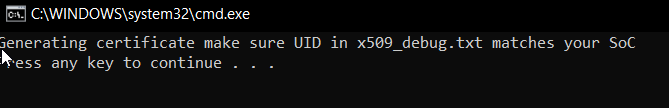 C:\WINDOWS\system32\cmd.exe
Generating certificate make sure UID in x509_debug.txt matches your SoC
Press any key to continue . . .